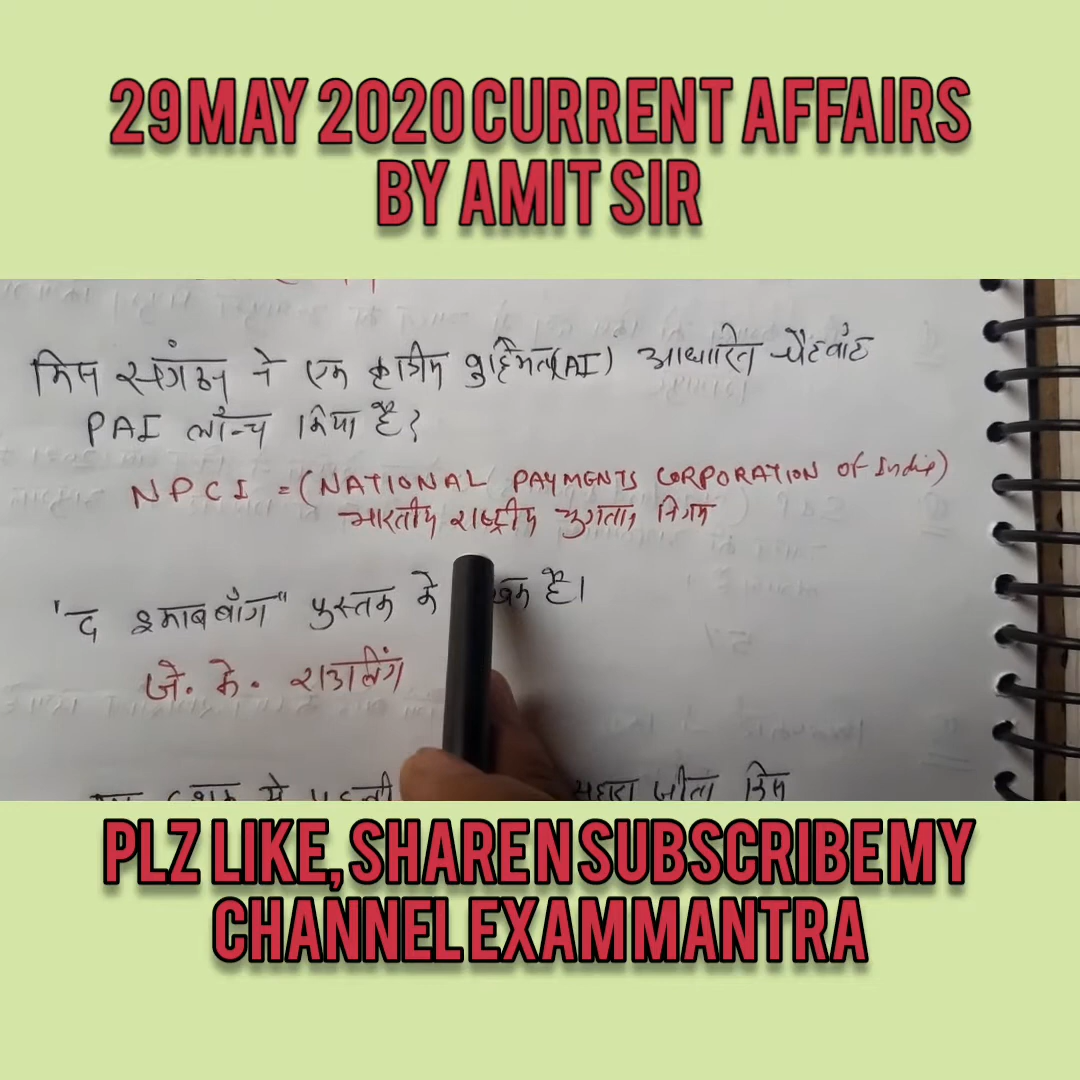 29 MAY 2020 CURRENT AFFAIRS
BY AMIT SIR
किस संगठन ने एक कृत्रिम बुद्धिमता(AI) आधारित चैटबॉट
PAI लॉन्च किया है?
NPCI = (NATIONAL PAYMENTS CORPORATION of India)
भारतीय राष्ट्रीय भुगतान निगम
"द इकाबबॉग" पुस्तक के है।
जे. के. राउलिंग
PLZ LIKE, SHARE N SUBSCRIBE MY
CHANNEL EXAM MANTRA